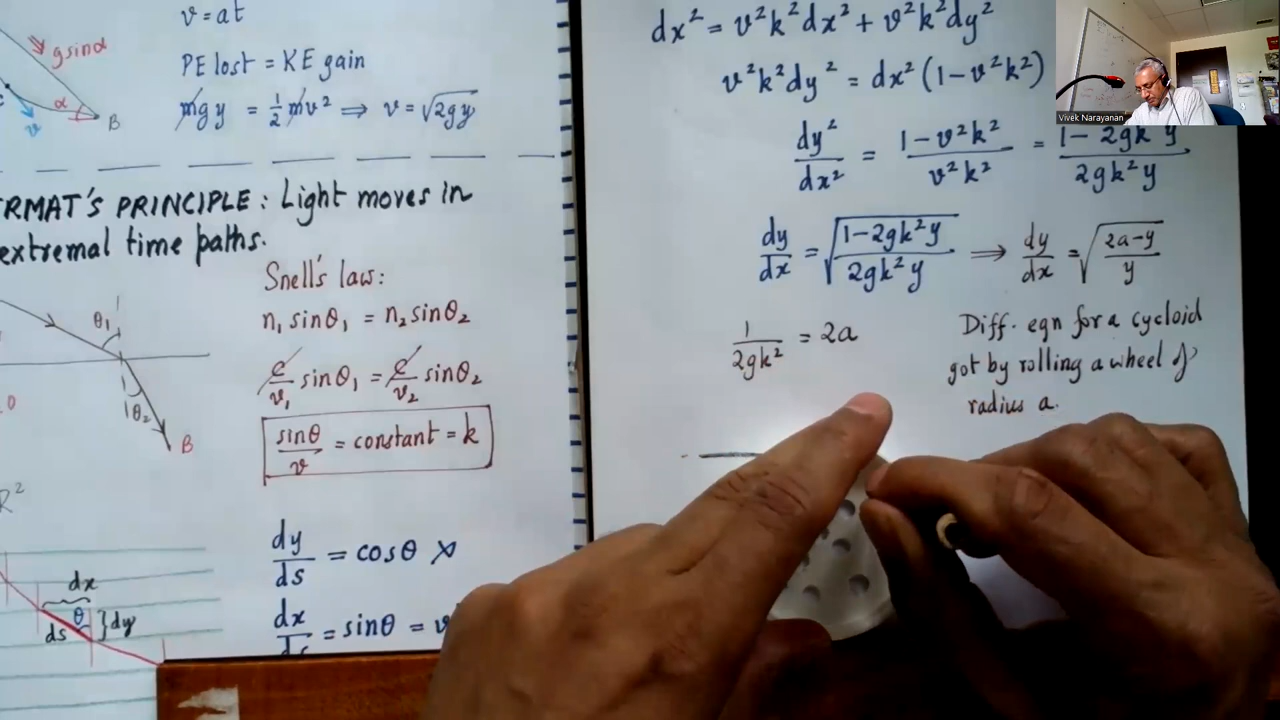 v = at
g sin α
PE lost = KE gain
mgy = 1/2 mv² ⟹ v = √2gy
α
B
v
c
RMAT'S PRINCIPLE : Light moves in
extremal time paths.
Snell's law:
θ₁
n₁ sinθ₁ = n₂ sinθ₂
c/v₁ sinθ₁ = c/v₂ sinθ₂
θ₂
B
sinθ/v = constant = k
R²
dy/ds = cosθ
dx
θ
ds
dy
dx/ds = sinθ = v
dx² = v²k²dx² + v²k²dy²
v²k²dy² = dx²(1-v²k²)
Vivek Narayanan
dy²/dx² = 1-v²k²/v²k² = 1-2gk²y/2gk²y
dy/dx = √1-2gk²y/2gk²y ⟹ dy/dx = √2a-y/y
1/2gk² = 2a
Diff. eqn for a cycloid
got by rolling a wheel of
radius a.